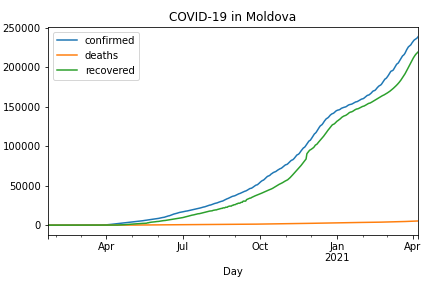 COVID-19 in Moldova
confirmed
deaths
recovered
250000
200000
150000
100000
50000
0
Apr
Jul
Oct
Jan
2021
Apr
Day